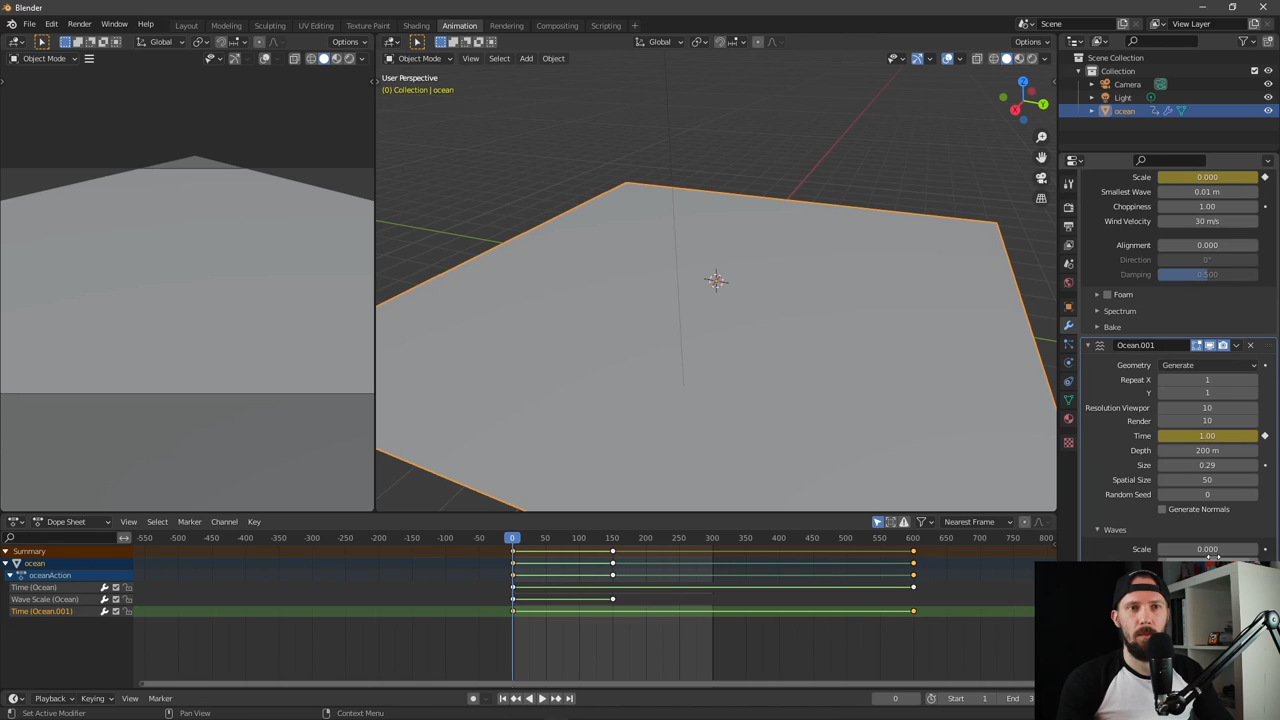 Blender
File Edit Render Window Help Layout Modeling Sculpting UV Editing Texture Paint Shading Animation Rendering Compositing Scripting + Scene View Layer
Global Options Global Options
Object Mode Object Mode View Select Add Object
User Perspective
(0) Collection | ocean
Z
Y
X
Scene Collection
Collection
Camera
Light
ocean
Scale 0.000
Smallest Wave 0.01 m
Choppiness 1.00
Wind Velocity 30 m/s
Alignment 0.000
Direction 0°
Damping 0.500
Foam
Spectrum
Bake
Ocean.001
Geometry Generate
Repeat X 1
Y 1
Resolution Viewpor 10
Render 10
Time 1.00
Depth 200 m
Size 0.29
Spatial Size 50
Random Seed 0
Generate Normals
Waves
Scale 0.000
Dope Sheet View Select Marker Channel Key Nearest Frame
-550 -500 -450 -400 -350 -300 -250 -200 -150 -100 -50 0 50 100 150 200 250 300 350 400 450 500 550 600 650 700 750 800
Summary
ocean
oceanAction
Time (Ocean)
Wave Scale (Ocean)
Time (Ocean.001)
Playback Keying View Marker 0 Start 1 End 3
Set Active Modifier Pan View Context Menu